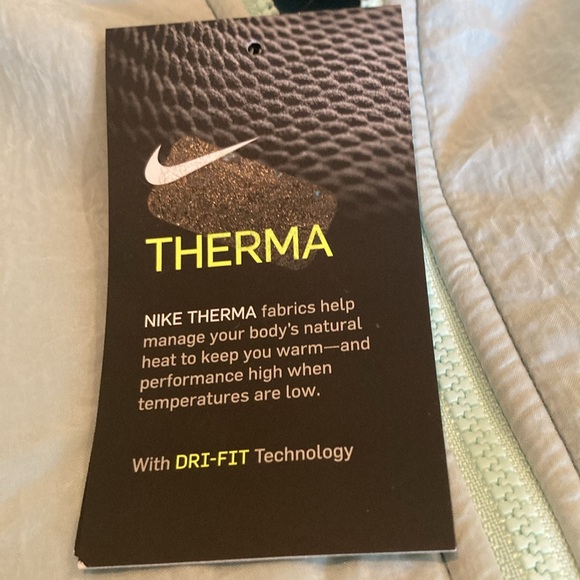 THERMA
NIKE THERMA fabrics help
manage your body's natural
heat to keep you warm—and
performance high when
temperatures are low.
With DRI-FIT Technology